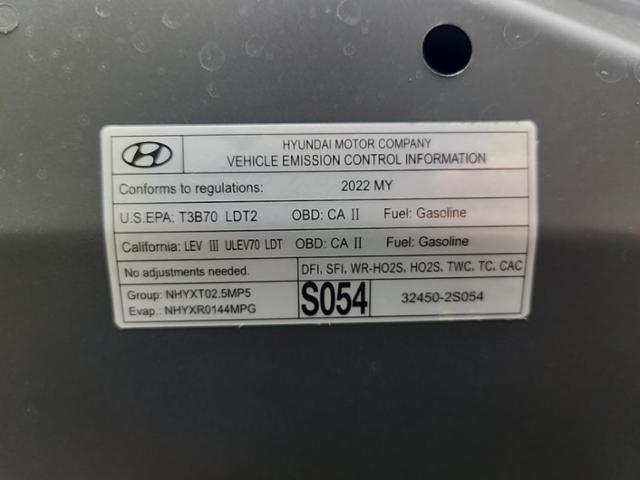 HYUNDAI MOTOR COMPANY
VEHICLE EMISSION CONTROL INFORMATION
Conforms to regulations: 2022 MY
U.S.EPA: T3B70 LDT2 OBD: CA II Fuel: Gasoline
California: LEV III ULEV70 LDT OBD: CA II Fuel: Gasoline
No adjustments needed. DFI, SFI, WR-HO2S, HO2S, TWC, TC, CAC
Group: NHYXT02.5MP5
Evap.: NHYXR0144MPG
S054 32450-2S054